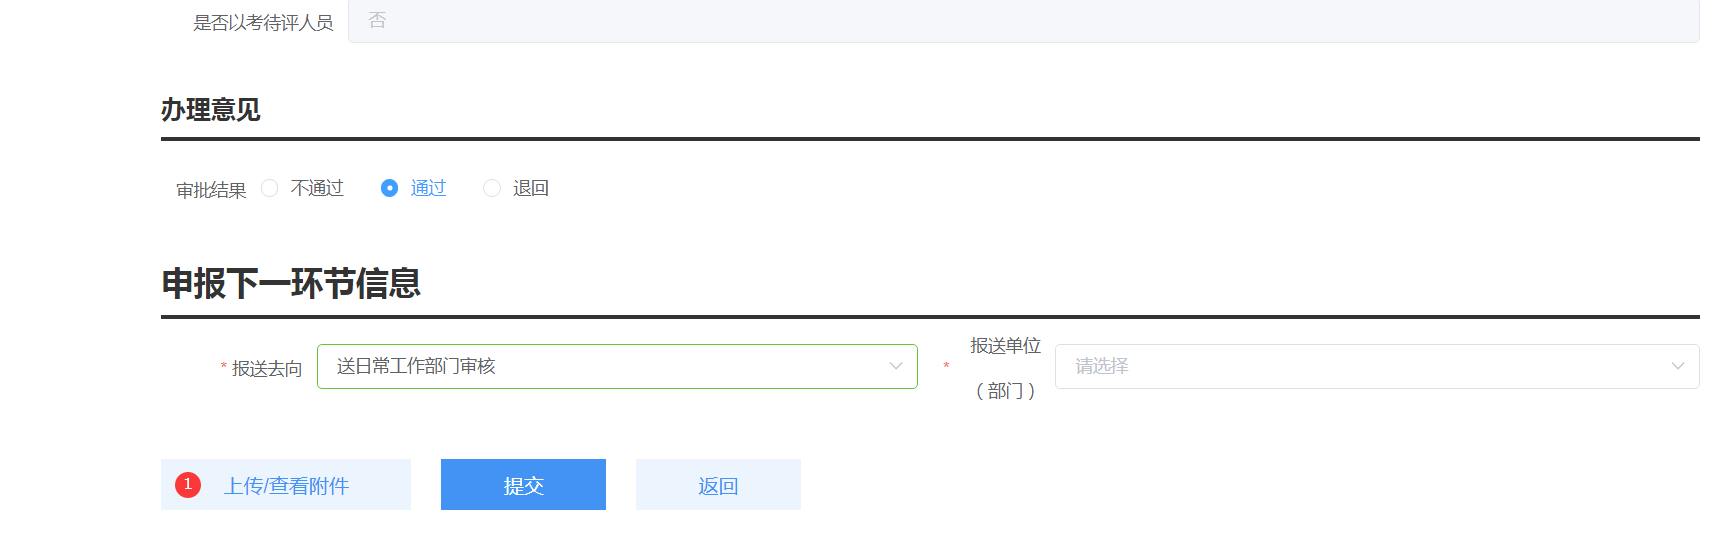 是否以考待评人员 否
办理意见
审批结果 不通过 通过 退回
申报下一环节信息
* 报送去向 送日常工作部门审核 * 报送单位（部门） 请选择
1 上传/查看附件 提交 返回